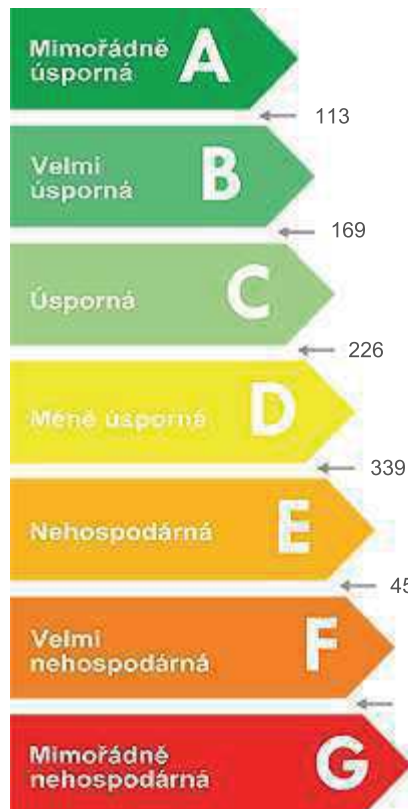 Mimořádně
úsporná
A
113
Velmi
úsporná
B
169
Úsporná
C
226
Méně úsporná
D
339
Nehospodárná
E
Velmi
nehospodárná
F
Mimořádně
nehospodárná
G